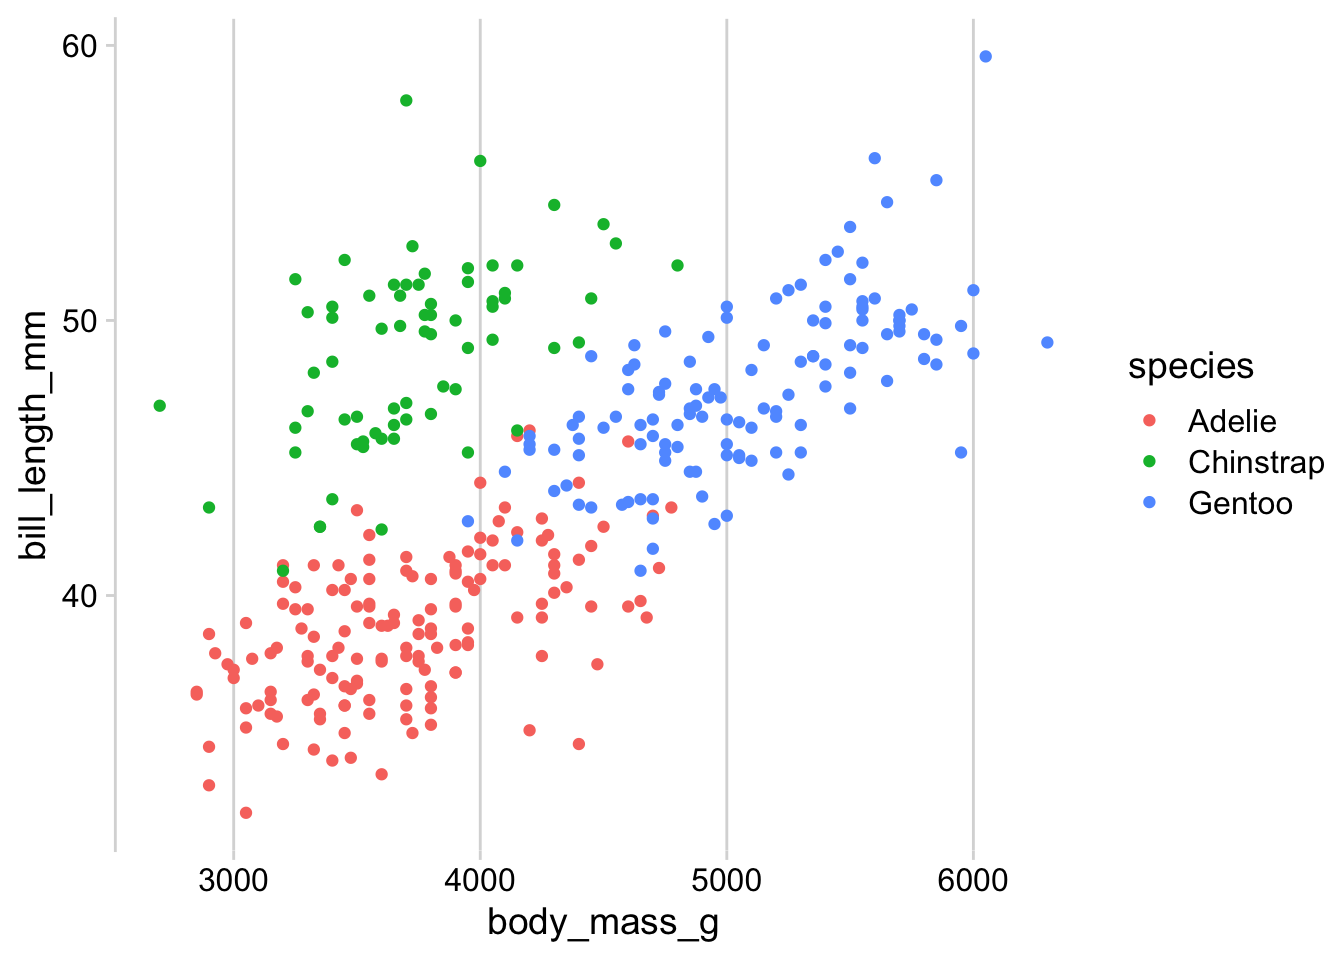 60
50
40
bill_length_mm
3000 4000 5000 6000
body_mass_g
species
Adelie
Chinstrap
Gentoo